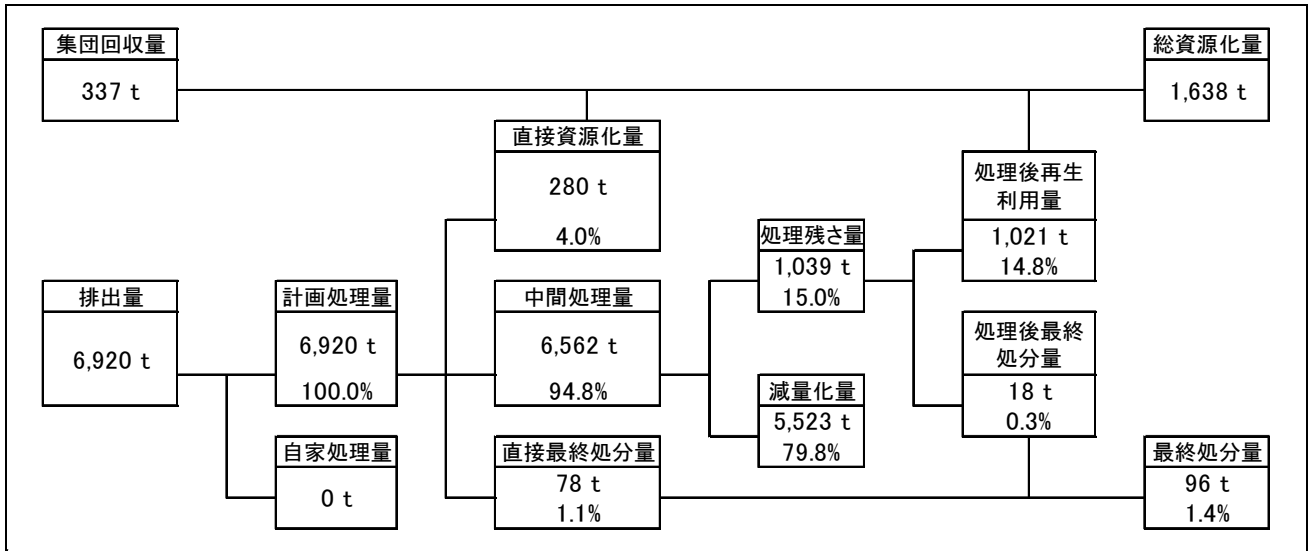 集団回収量
337 t
総資源化量
1,638 t
直接資源化量
280 t
4.0%
処理後再生
利用量
1,021 t
14.8%
処理残さ量
1,039 t
15.0%
排出量
6,920 t
計画処理量
6,920 t
100.0%
中間処理量
6,562 t
94.8%
処理後最終
処分量
18 t
0.3%
減量化量
5,523 t
79.8%
自家処理量
0 t
直接最終処分量
78 t
1.1%
最終処分量
96 t
1.4%